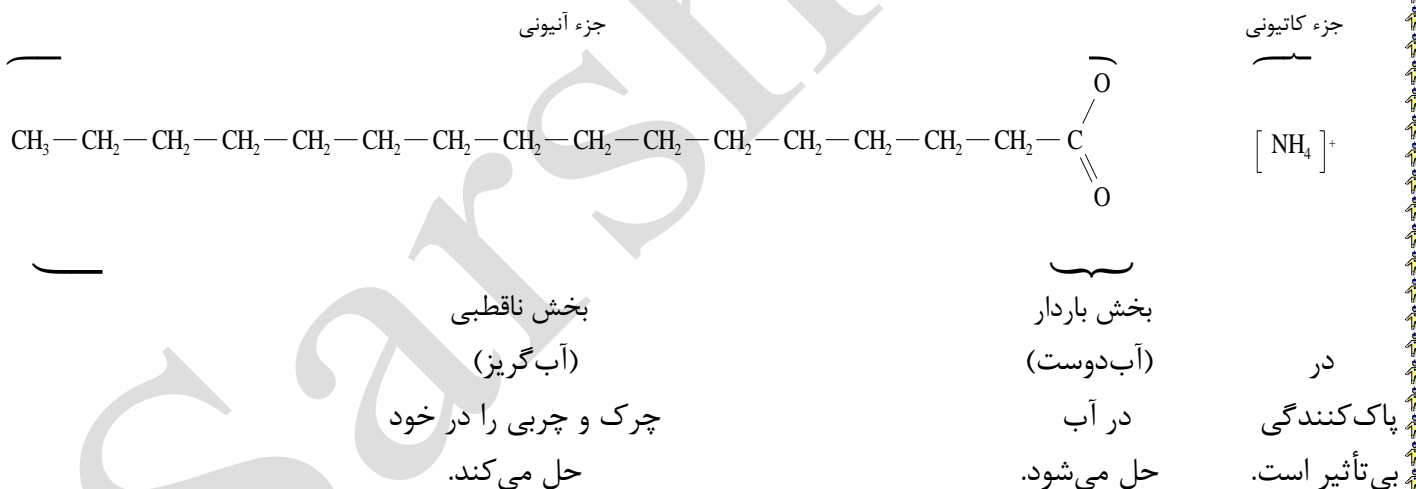 جزء کاتیونی
جزء آنیونی
O
CH₃—CH₂—CH₂—CH₂—CH₂—CH₂—CH₂—CH₂—CH₂—CH₂—CH₂—CH₂—CH₂—CH₂—CH₂—C
[NH₄]⁺
O
بخش باردار
بخش ناقطبی
در
(آب‌دوست)
(آب‌گریز)
پاک‌کنندگی
در آب
چرک و چربی را در خود
بی‌تأثیر است.
حل می‌شود.
حل می‌کند.